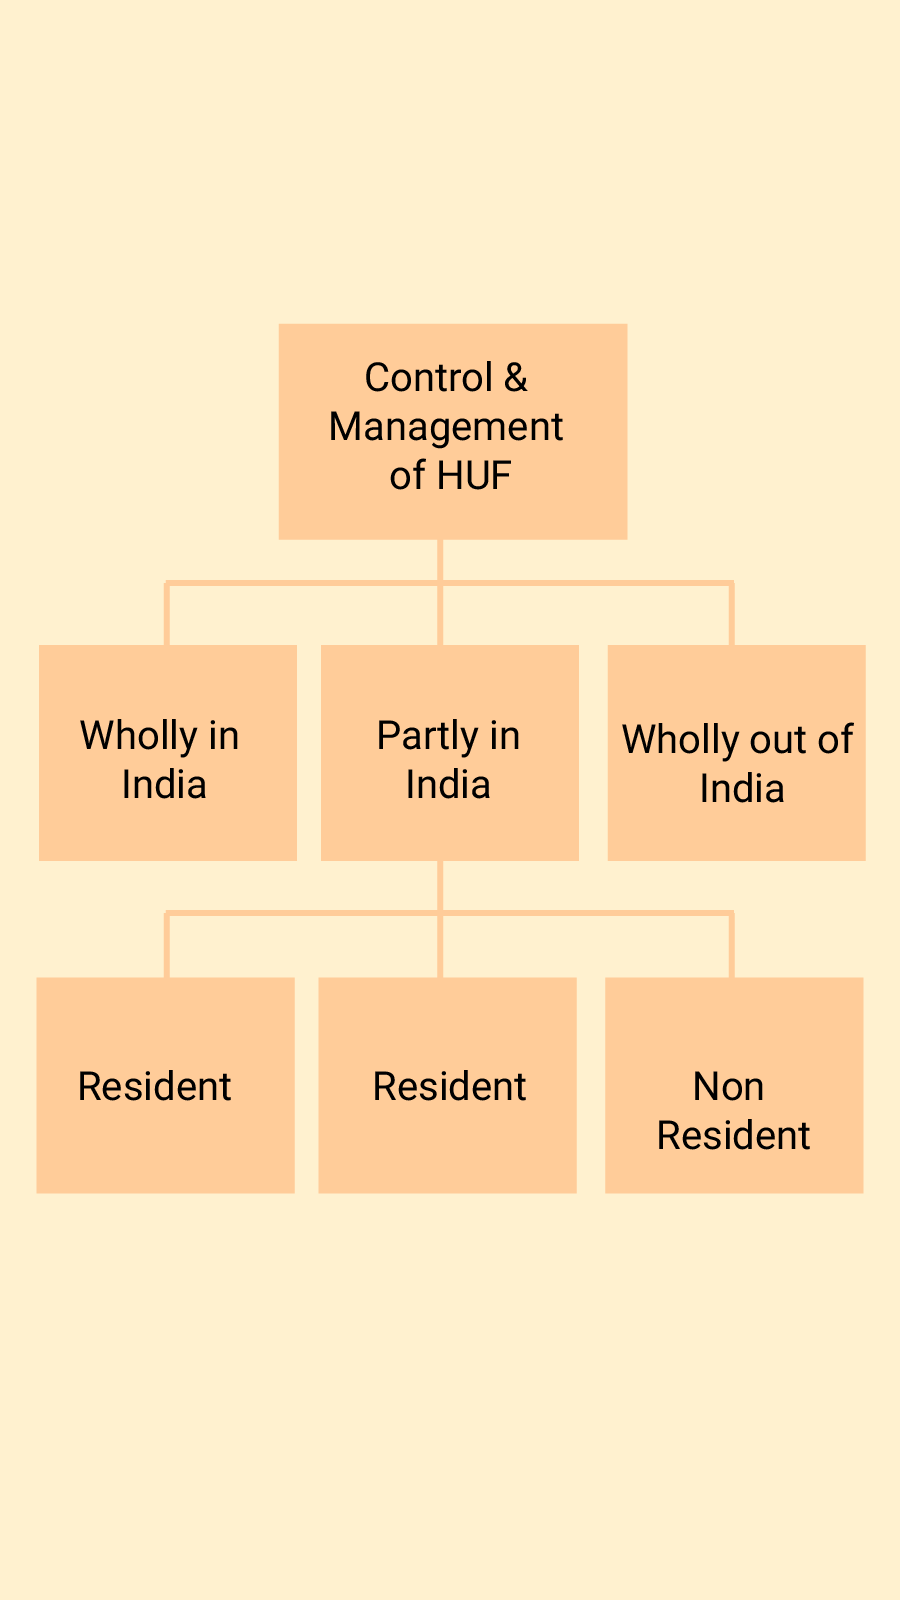 Control &
Management
of HUF
Wholly in
India
Partly in
India
Wholly out of
India
Resident
Resident
Non
Resident